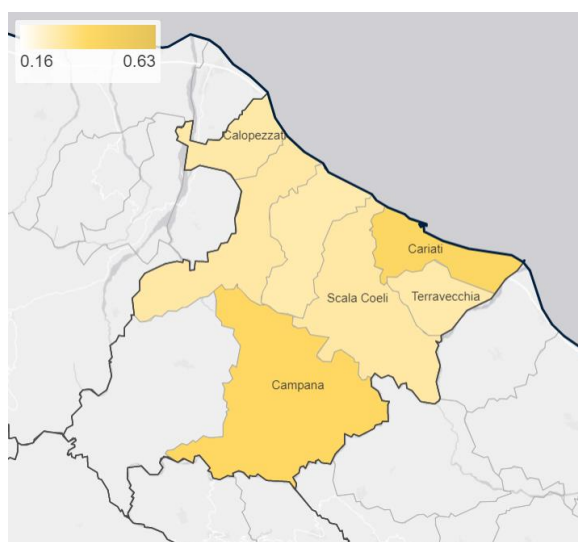 0.16 0.63
Calopezzati
Cariati
Scala Coeli
Terravecchia
Campana